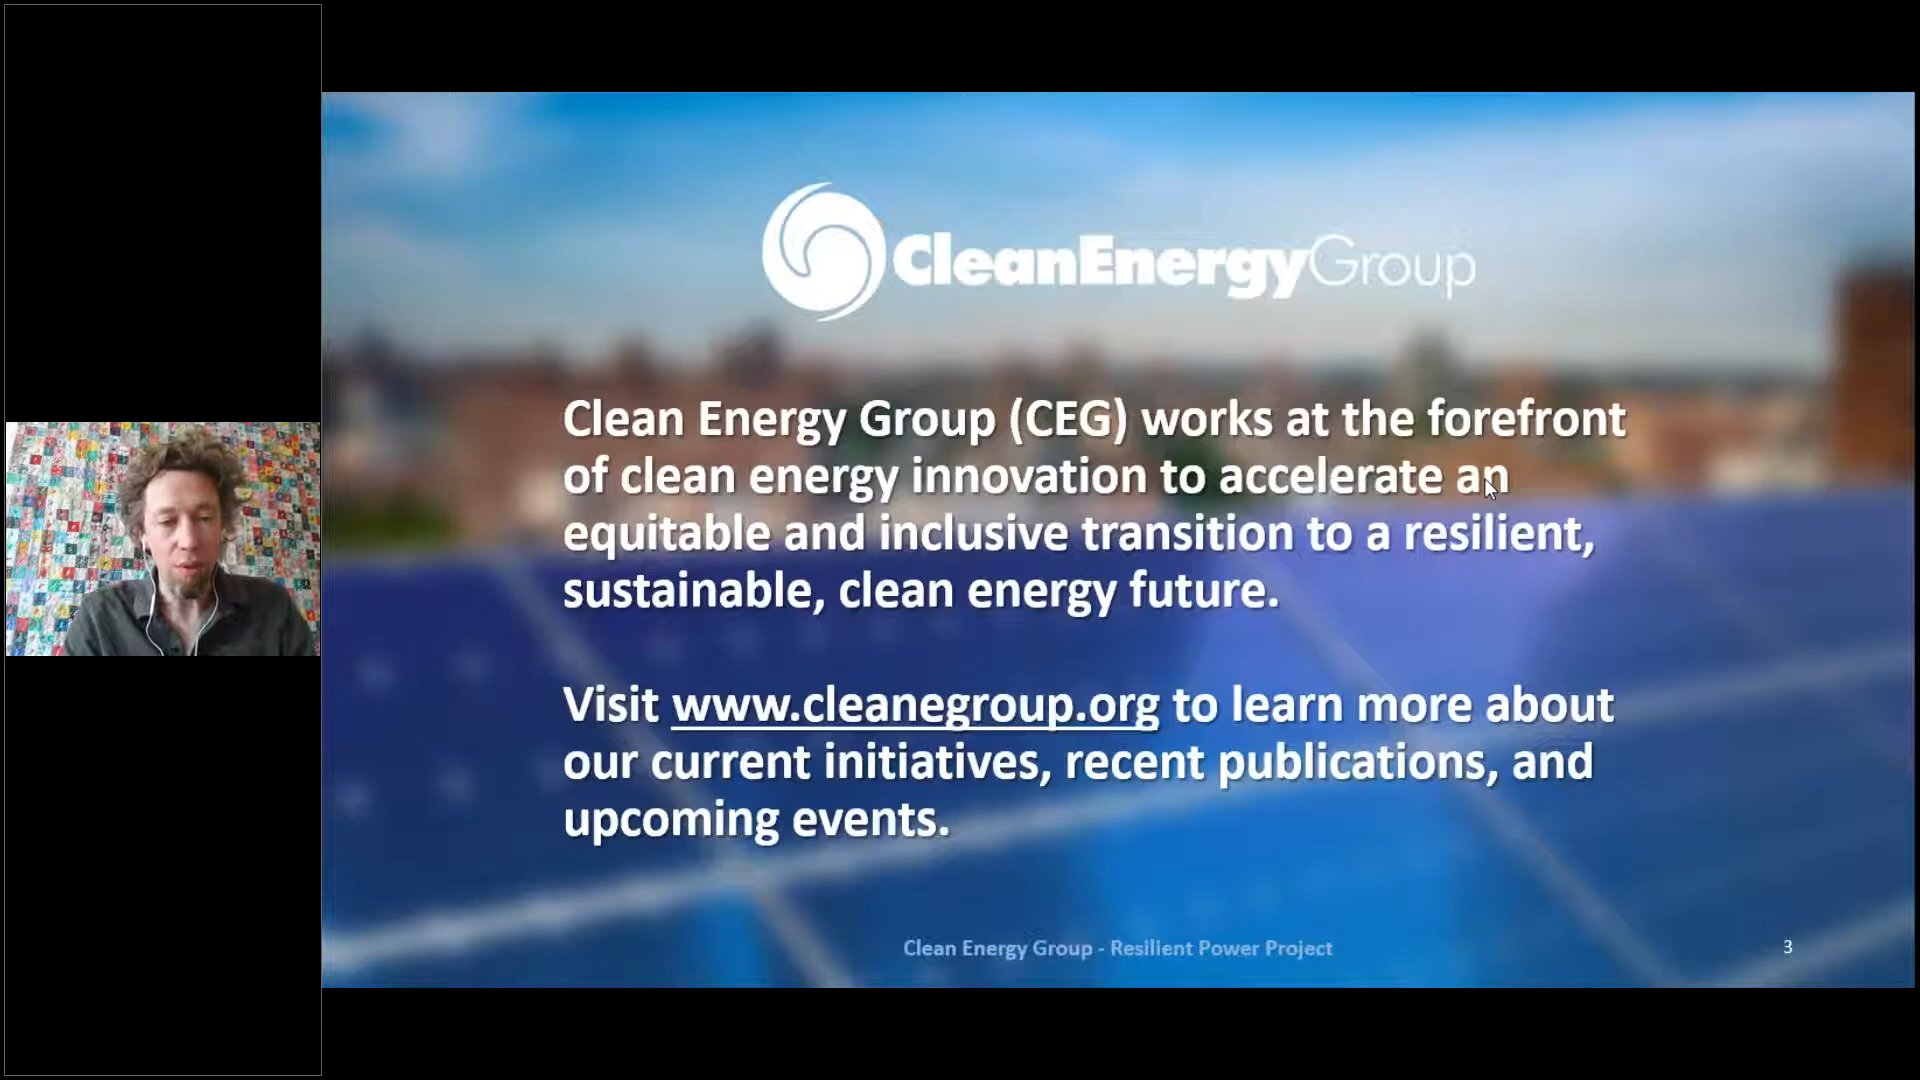 CleanEnergyGroup
Clean Energy Group (CEG) works at the forefront
of clean energy innovation to accelerate an
equitable and inclusive transition to a resilient,
sustainable, clean energy future.
Visit www.cleanegroup.org to learn more about
our current initiatives, recent publications, and
upcoming events.
Clean Energy Group - Resilient Power Project
3